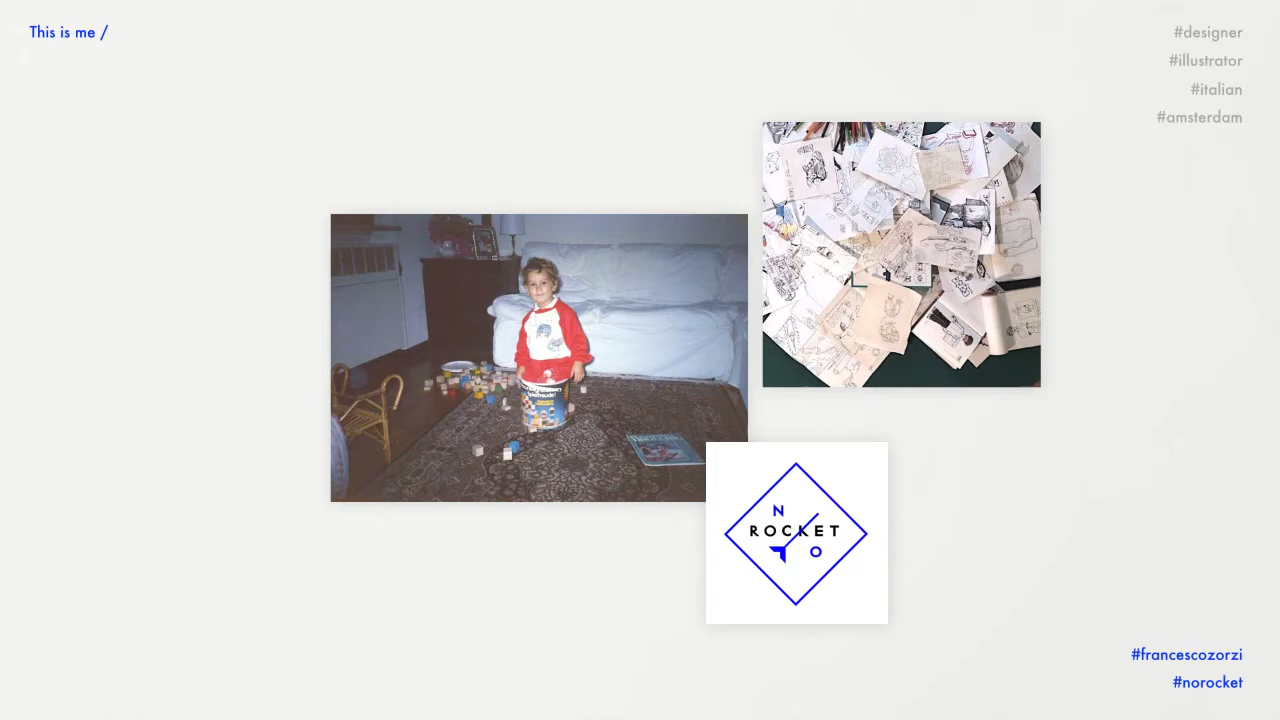 This is me /
#designer
#illustrator
#italian
#amsterdam
N
ROCKET
O
#francescozorzi
#norocket